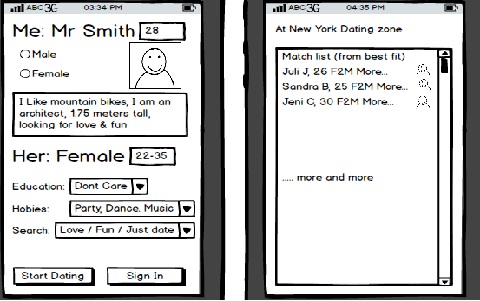 ABC 3G 03:34 PM
Me: Mr Smith 28
Male
Female
I Like mountain bikes, I am an
architect, 175 meters tall,
looking for love & fun
Her: Female 22-35
Education: Dont Care
Hobies: Party, Dance, Music
Search: Love / Fun / Just date
Start Dating Sign In
ABC 3G 04:35 PM
At New York Dating zone
Match list (from best fit)
Juli J, 26 F2M More...
Sandra B, 25 F2M More...
Jeni C, 30 F2M More...
..... more and more